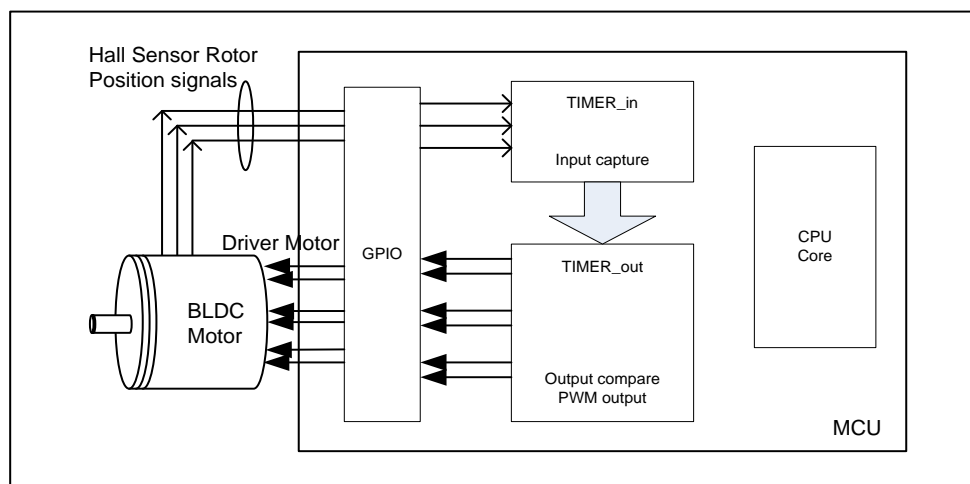 Hall Sensor Rotor
Position signals
TIMER_in
Input capture
CPU
Core
Driver Motor
GPIO
TIMER_out
BLDC
Motor
Output compare
PWM output
MCU